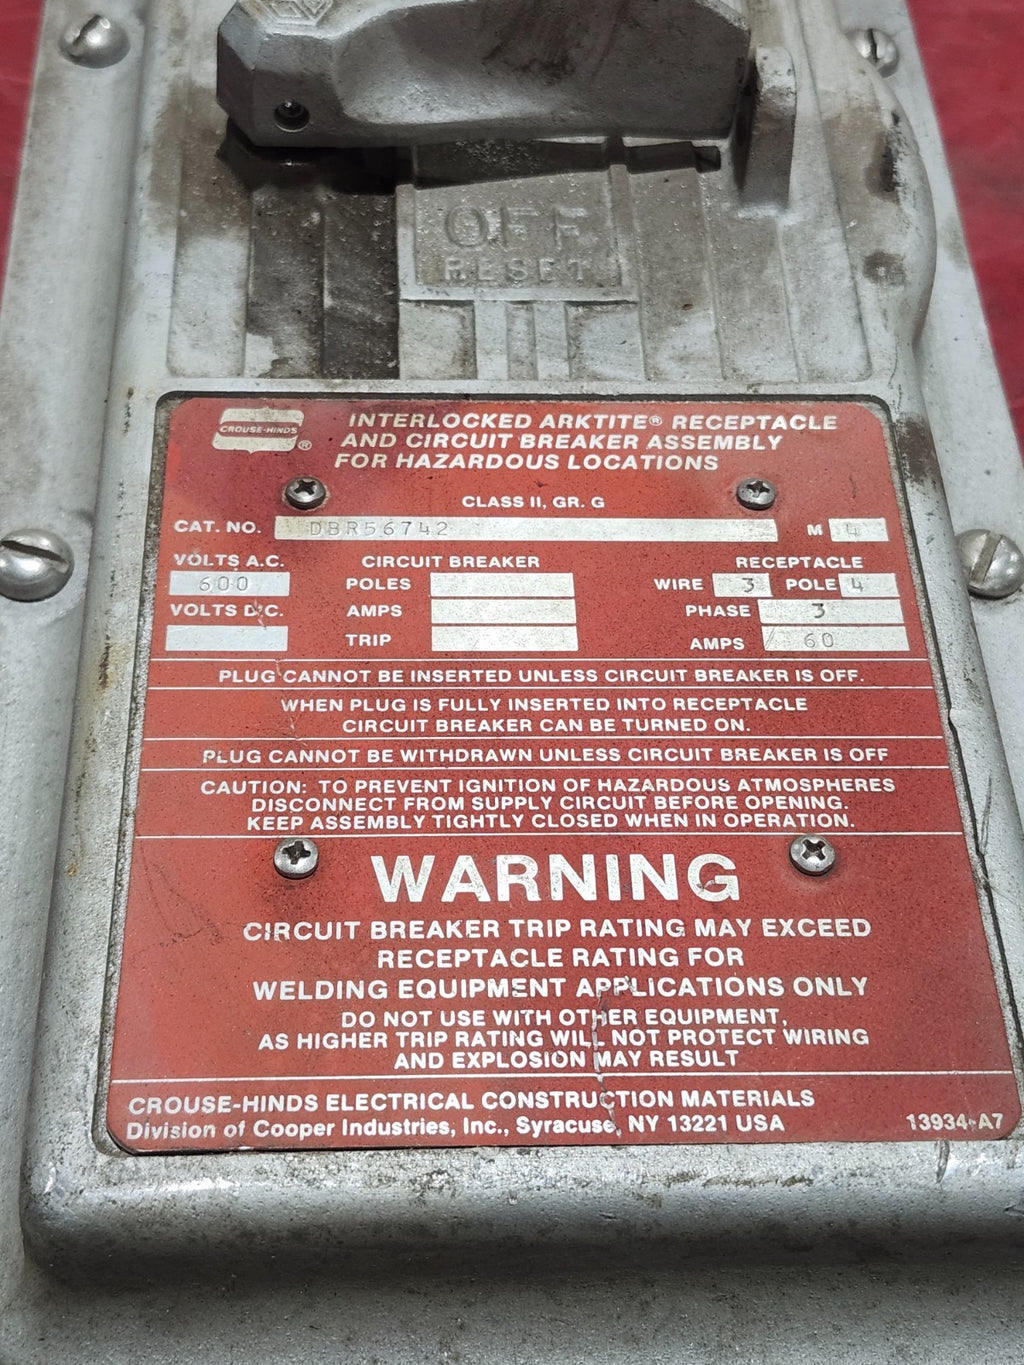 OFF
RESET
CROUSE-HINDS
®
INTERLOCKED ARKTITE® RECEPTACLE
AND CIRCUIT BREAKER ASSEMBLY
FOR HAZARDOUS LOCATIONS
CLASS II, GR. G
CAT. NO. DBR56742 M 4
VOLTS A.C. CIRCUIT BREAKER RECEPTACLE
600 POLES WIRE 3 POLE 4
VOLTS D.C. AMPS PHASE 3
TRIP AMPS 60
PLUG CANNOT BE INSERTED UNLESS CIRCUIT BREAKER IS OFF.
WHEN PLUG IS FULLY INSERTED INTO RECEPTACLE
CIRCUIT BREAKER CAN BE TURNED ON.
PLUG CANNOT BE WITHDRAWN UNLESS CIRCUIT BREAKER IS OFF
CAUTION: TO PREVENT IGNITION OF HAZARDOUS ATMOSPHERES
DISCONNECT FROM SUPPLY CIRCUIT BEFORE OPENING.
KEEP ASSEMBLY TIGHTLY CLOSED WHEN IN OPERATION.
WARNING
CIRCUIT BREAKER TRIP RATING MAY EXCEED
RECEPTACLE RATING FOR
WELDING EQUIPMENT APPLICATIONS ONLY
DO NOT USE WITH OTHER EQUIPMENT,
AS HIGHER TRIP RATING WILL NOT PROTECT WIRING
AND EXPLOSION MAY RESULT
CROUSE-HINDS ELECTRICAL CONSTRUCTION MATERIALS
Division of Cooper Industries, Inc., Syracuse, NY 13221 USA 13934-A7